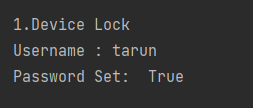 1.Device Lock
Username : tarun
Password Set:  True